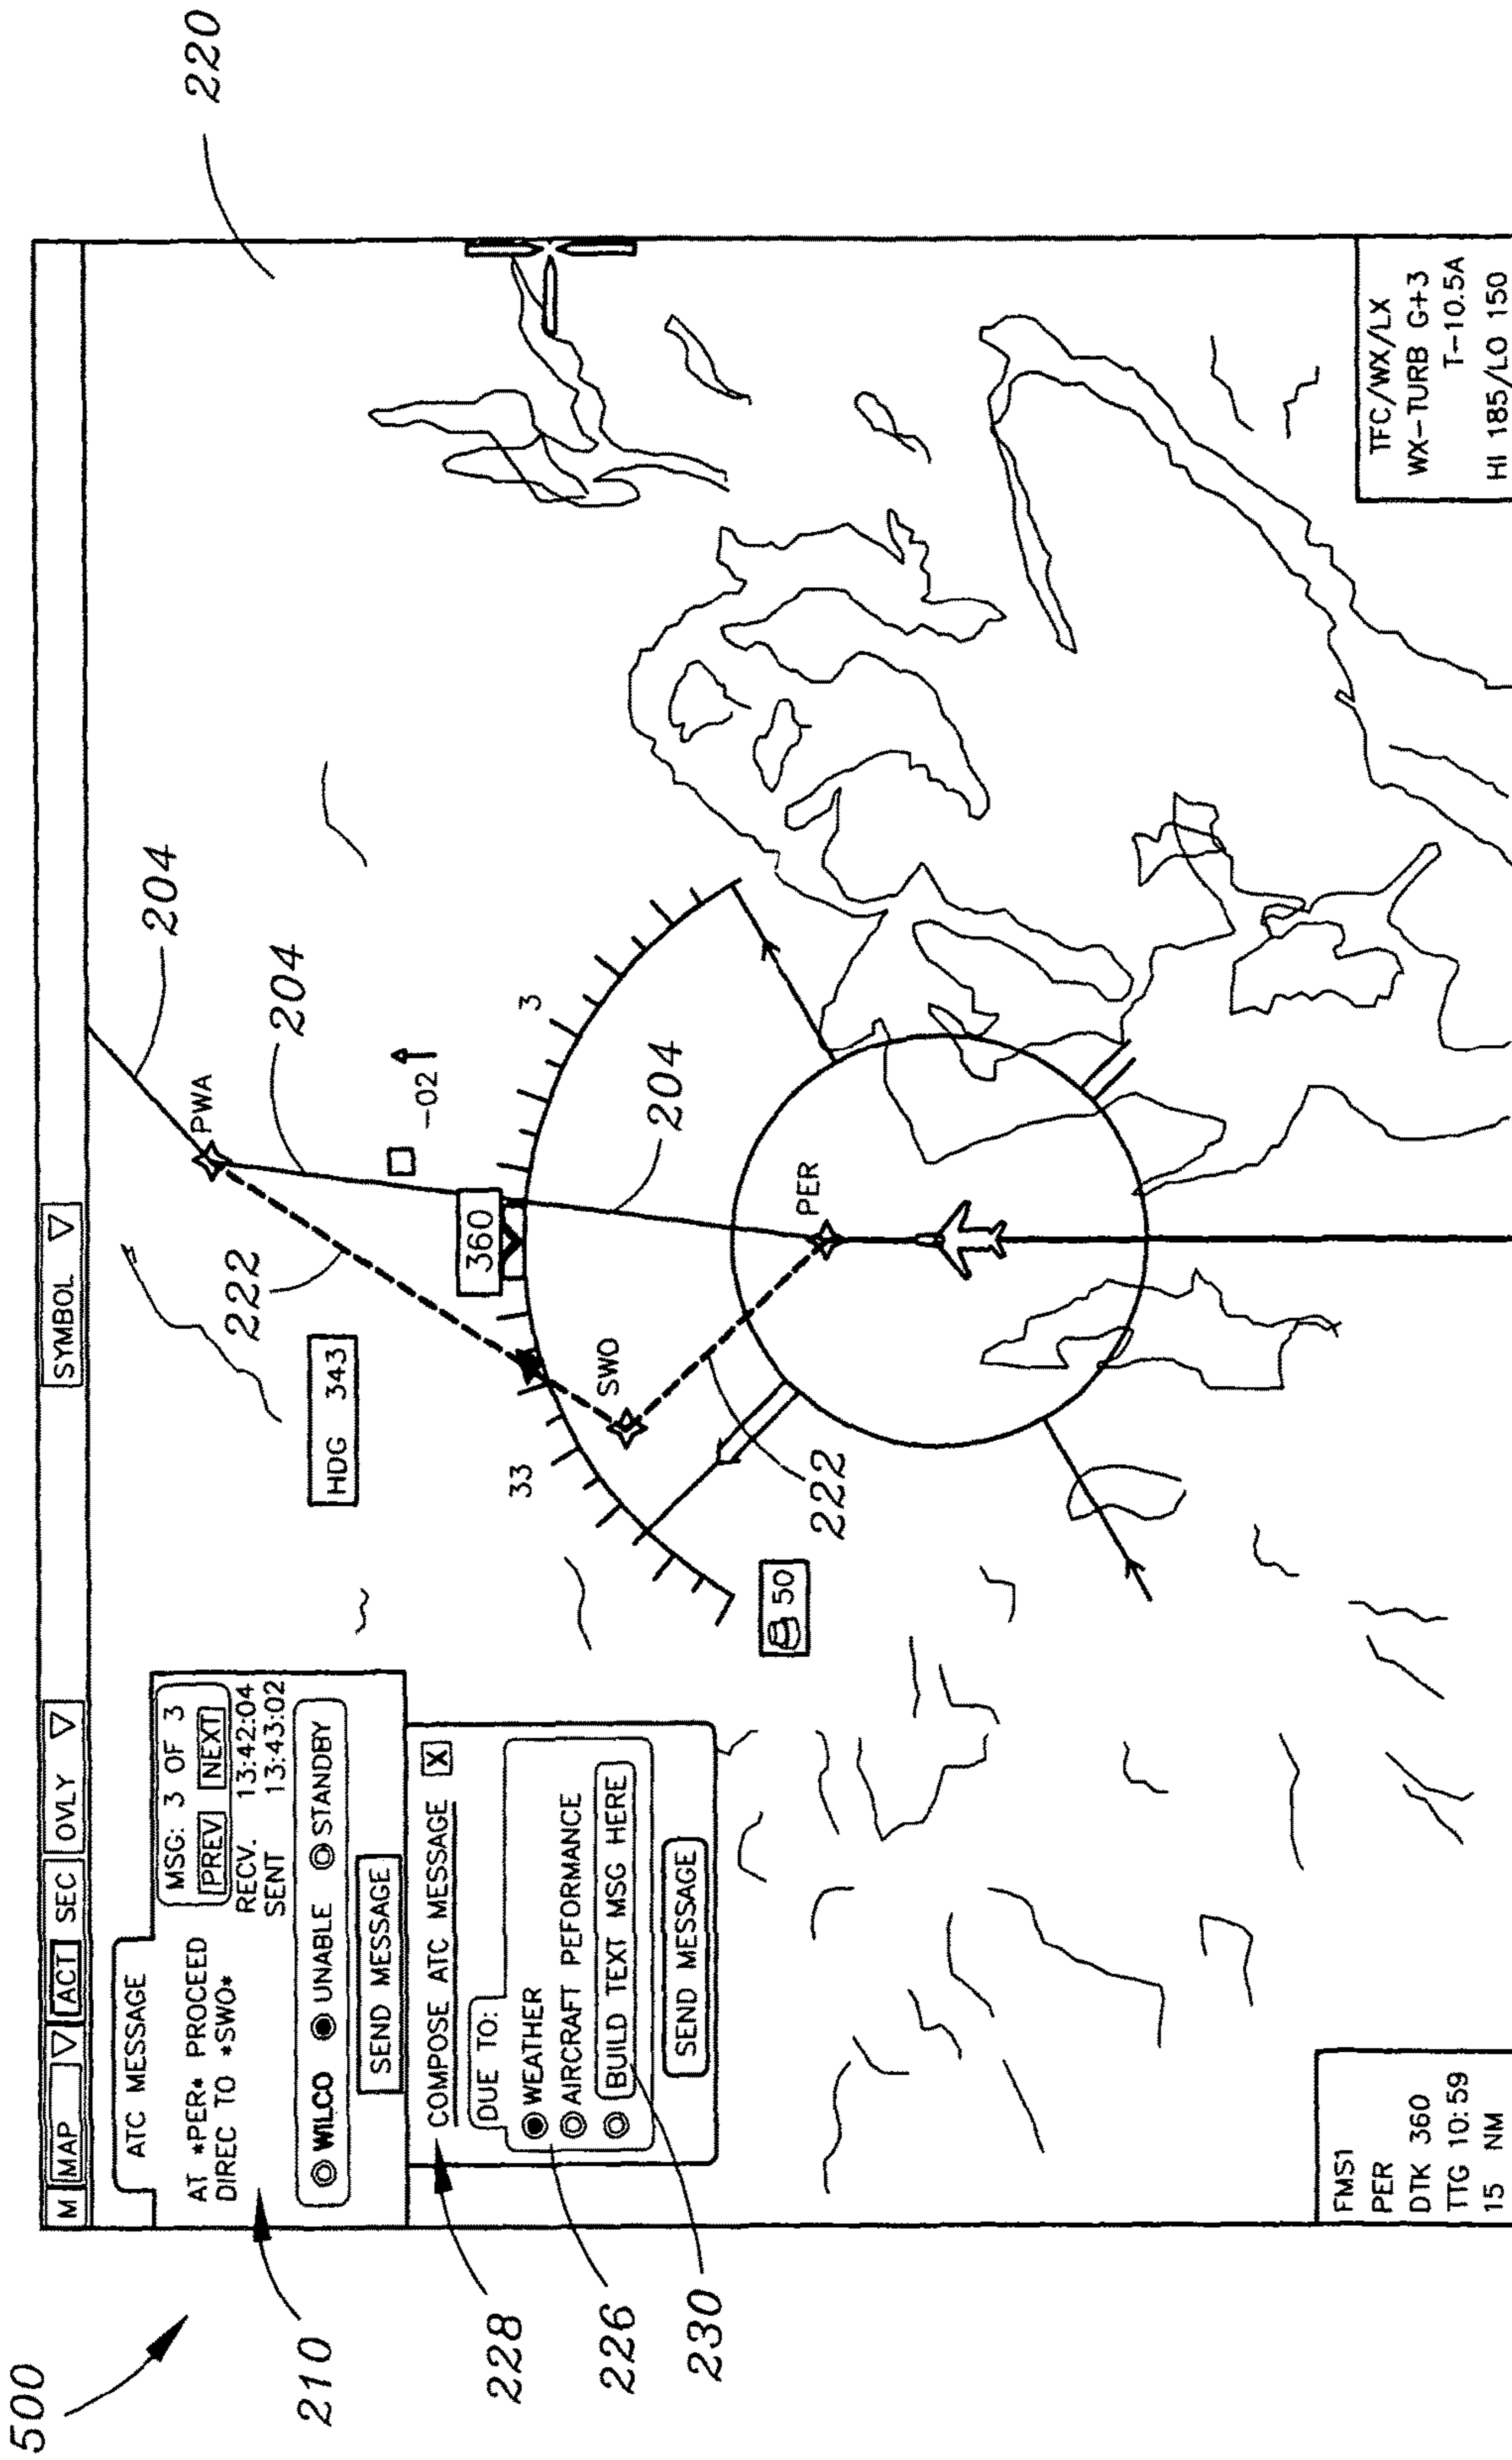 500
220
M MAP ▽ ACT SEC OVLY ▽ SYMBOL ▽
ATC MESSAGE
AT *PER* PROCEED
DIREC TO *SWO*
MSG: 3 OF 3
PREV NEXT
RECV. 13:42:04
SENT 13:43:02
WILCO UNABLE STANDBY
SEND MESSAGE
210
COMPOSE ATC MESSAGE X
DUE TO:
WEATHER
AIRCRAFT PEFORMANCE
BUILD TEXT MSG HERE
SEND MESSAGE
228
226
230
204
PWA
204
222
HDG 343
-02
360
33
3
SWO
204
222
PER
50
FMS1
PER
DTK 360
TTG 10:59
15 NM
TFC/WX/LX
WX-TURB G+3
T-10.5A
HI 185/LO 150